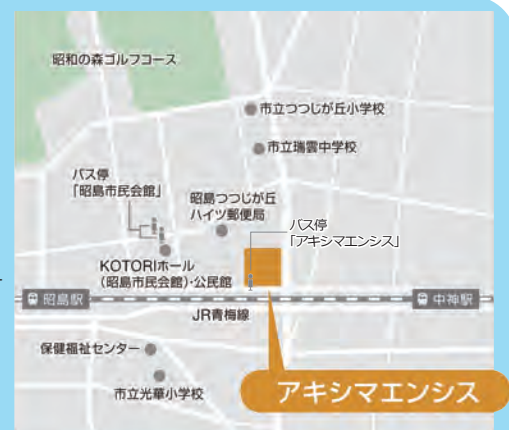 昭和の森ゴルフコース
市立つつじが丘小学校
市立瑞雲中学校
バス停
「昭島市民会館」
昭島つつじが丘
ハイツ郵便局
バス停
「アキシマエンシス」
KOTORIホール
(昭島市民会館)・公民館
昭島駅
中神駅
JR青梅線
保健福祉センター
市立光華小学校
アキシマエンシス